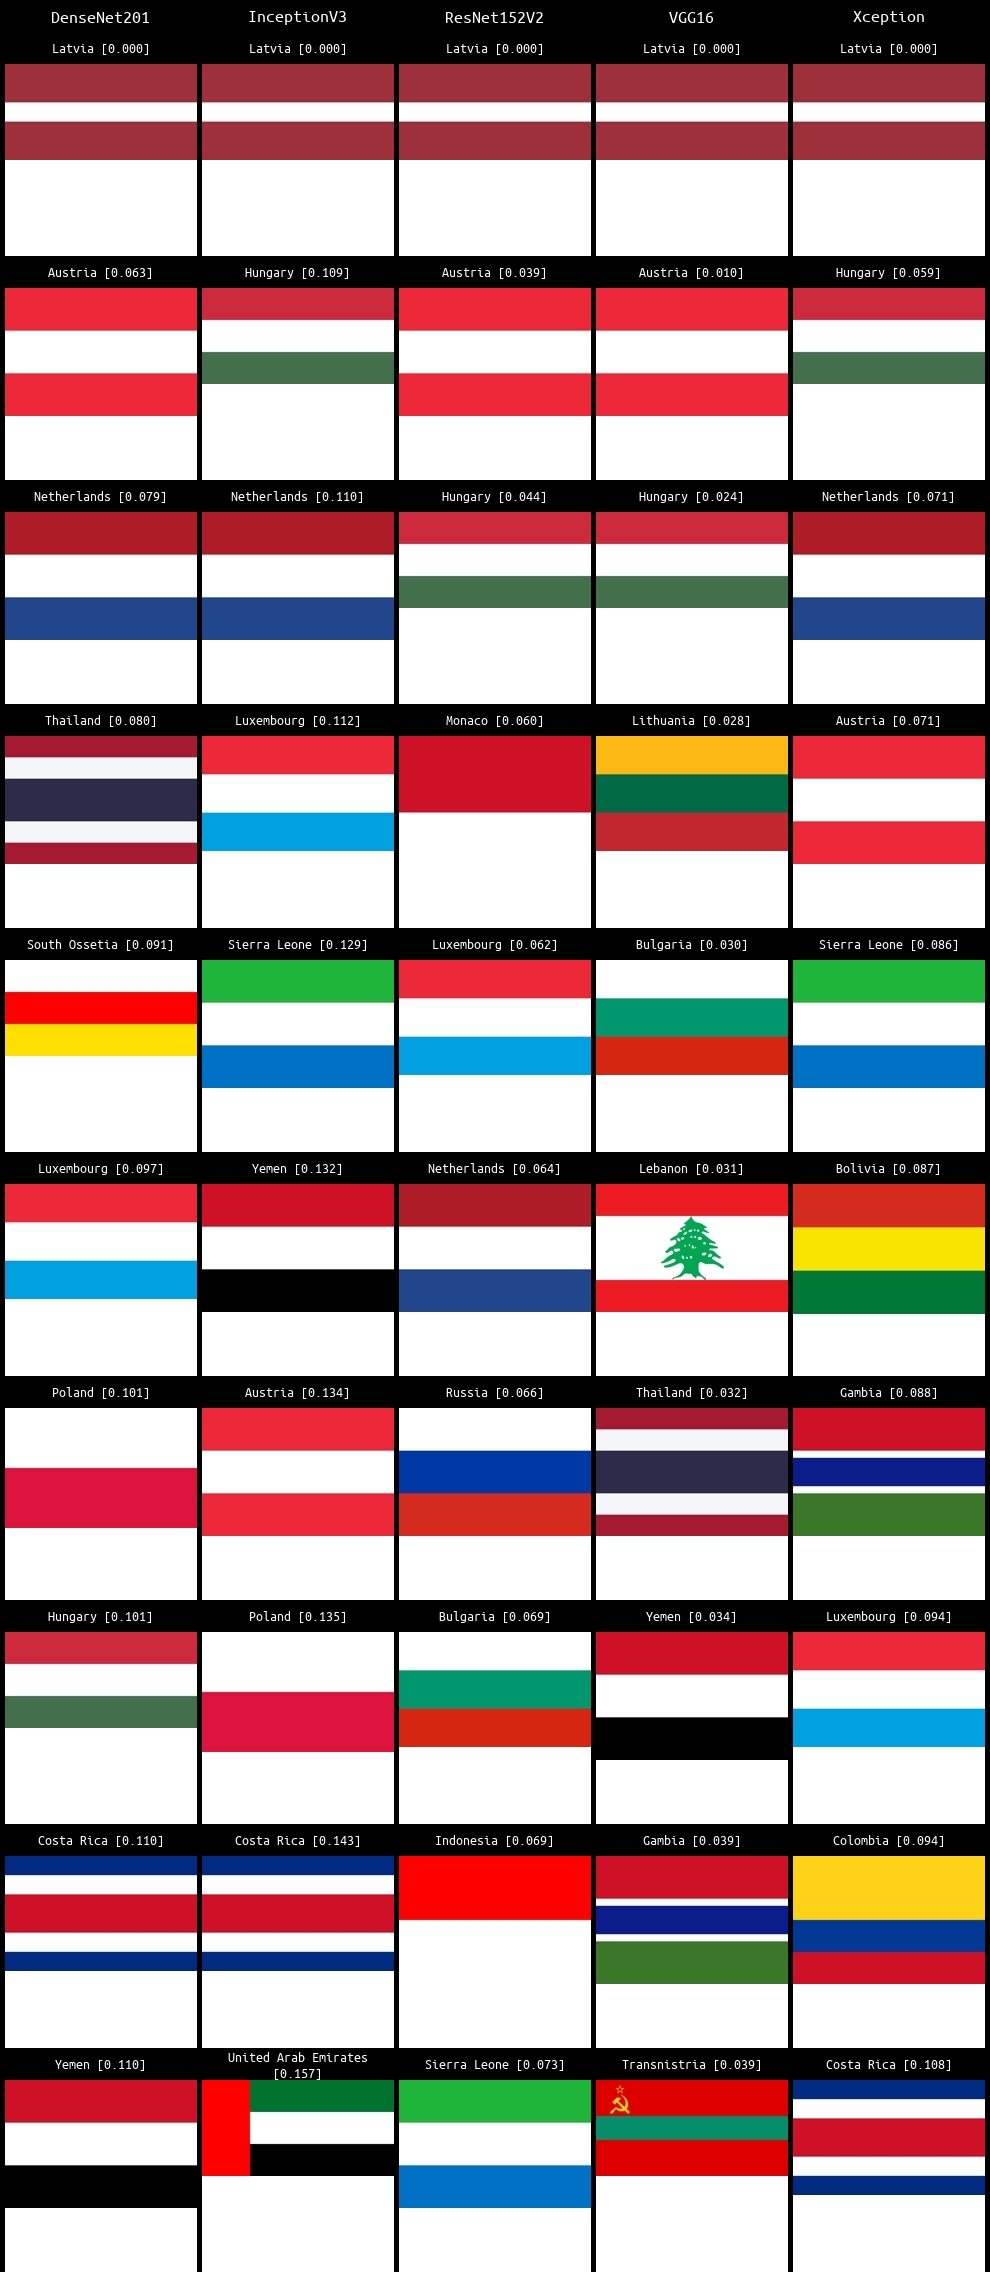 DenseNet201 InceptionV3 ResNet152V2 VGG16 Xception
Latvia [0.000] Latvia [0.000] Latvia [0.000] Latvia [0.000] Latvia [0.000]
Austria [0.063] Hungary [0.109] Austria [0.039] Austria [0.010] Hungary [0.059]
Netherlands [0.079] Netherlands [0.110] Hungary [0.044] Hungary [0.024] Netherlands [0.071]
Thailand [0.080] Luxembourg [0.112] Monaco [0.060] Lithuania [0.028] Austria [0.071]
South Ossetia [0.091] Sierra Leone [0.129] Luxembourg [0.062] Bulgaria [0.030] Sierra Leone [0.086]
Luxembourg [0.097] Yemen [0.132] Netherlands [0.064] Lebanon [0.031] Bolivia [0.087]
Poland [0.101] Austria [0.134] Russia [0.066] Thailand [0.032] Gambia [0.088]
Hungary [0.101] Poland [0.135] Bulgaria [0.069] Yemen [0.034] Luxembourg [0.094]
Costa Rica [0.110] Costa Rica [0.143] Indonesia [0.069] Gambia [0.039] Colombia [0.094]
Yemen [0.110] United Arab Emirates [0.157] Sierra Leone [0.073] Transnistria [0.039] Costa Rica [0.108]